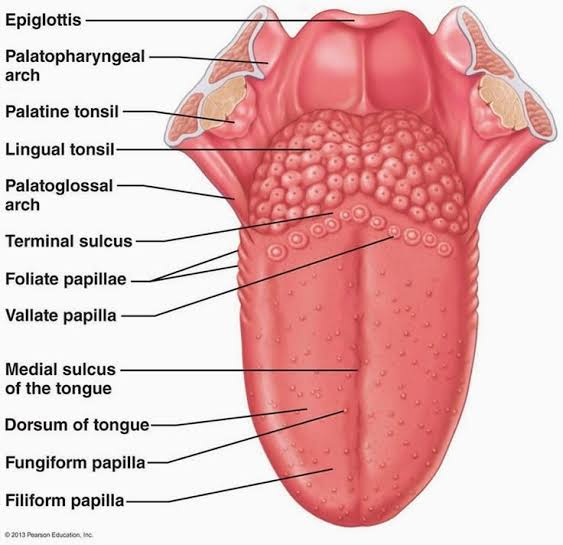 Epiglottis
Palatopharyngeal
arch
Palatine tonsil
Lingual tonsil
Palatoglossal
arch
Terminal sulcus
Foliate papillae
Vallate papilla
Medial sulcus
of the tongue
Dorsum of tongue
Fungiform papilla
Filiform papilla
© 2013 Pearson Education, Inc.